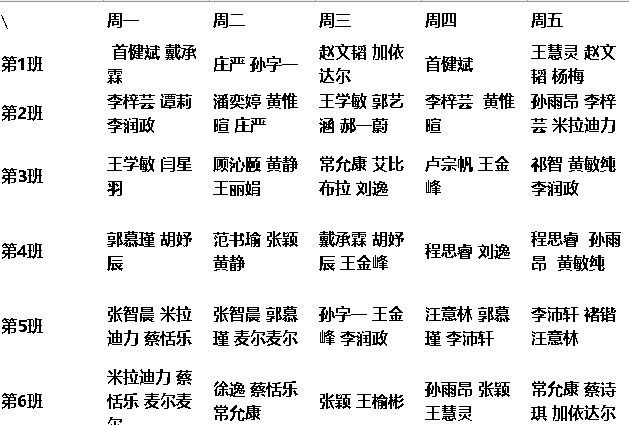 \ 周一 周二 周三 周四 周五
第1班 首健斌 戴承霖 庄严 孙字一 赵文韬 加依达尔 首健斌 王慧灵 赵文韬 杨梅
第2班 李梓芸 谭莉 李润政 潘奕婷 黄惟暄 庄严 王学敏 郭艺涵 郝一蔚 李梓芸 黄惟暄 孙雨昂 李梓芸 米拉迪力
第3班 王学敏 闫星羽 顾沁颐 黄静 王丽娟 常允康 艾比布拉 刘逸 卢宗帆 王金峰 祁智 黄敏纯 李润政
第4班 郭慕瑾 胡妤辰 范书瑜 张颖 黄静 戴承霖 胡妤辰 王金峰 程思睿 刘逸 程思睿 孙雨昂 黄敏纯
第5班 张智晨 米拉迪力 蔡恬乐 张智晨 郭慕瑾 麦尔麦尔 孙字一 王金峰 李润政 汪意林 郭慕瑾 李沛轩 李沛轩 褚锴 汪意林
第6班 米拉迪力 蔡恬乐 麦尔麦尔 徐逸 蔡恬乐 常允康 张颖 王榆彬 孙雨昂 张颖 王慧灵 常允康 蔡诗琪 加依达尔